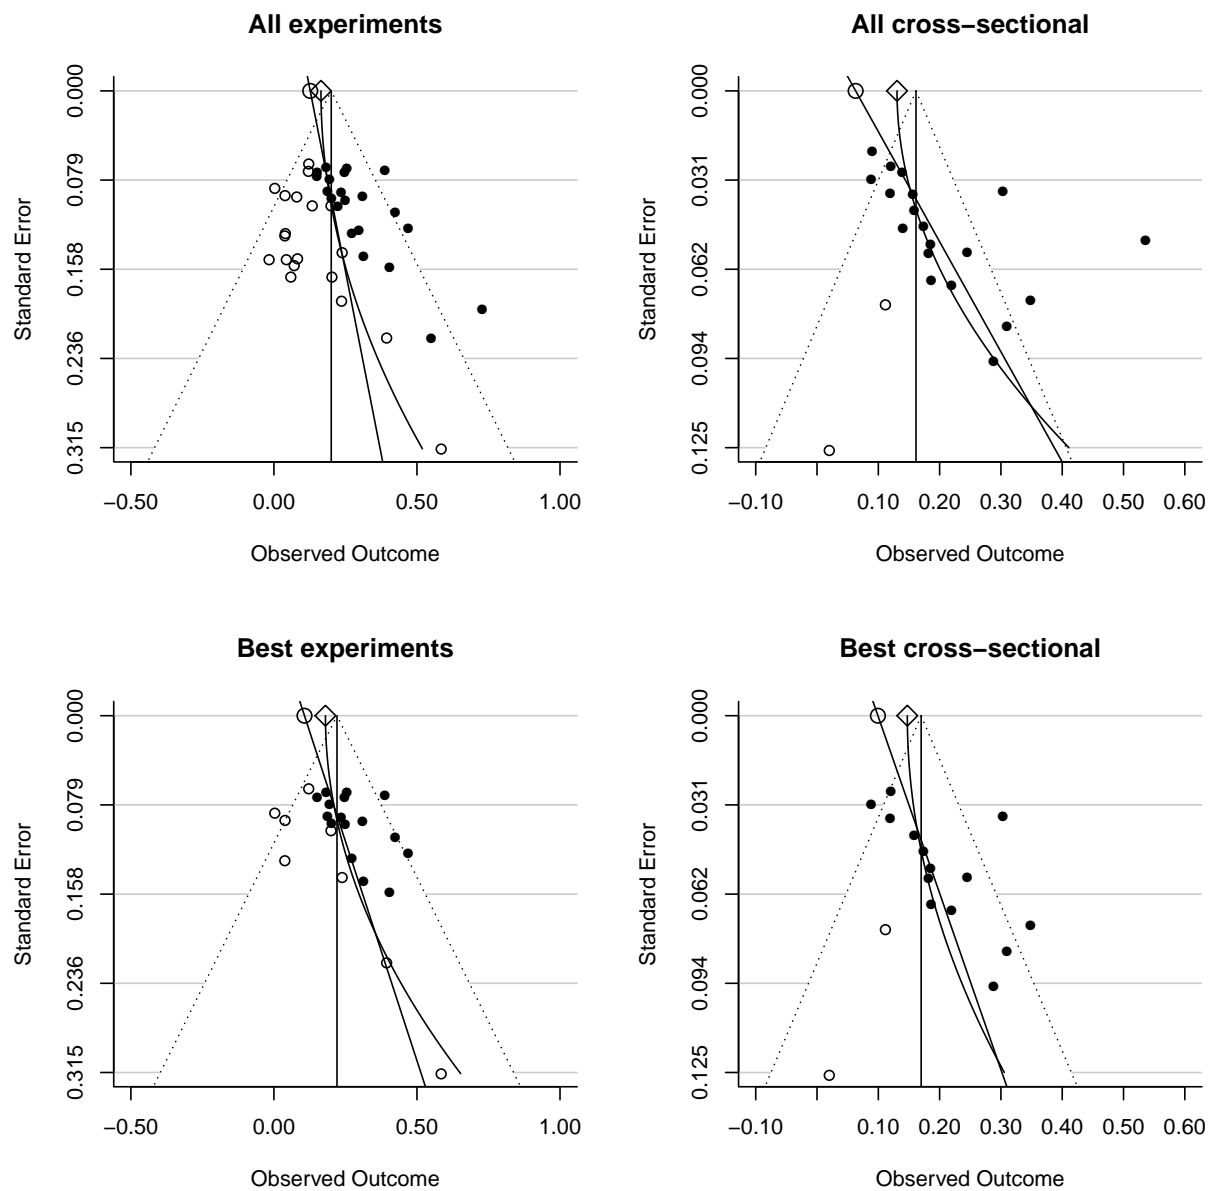 All experiments
Standard Error
0.000
0.079
0.158
0.236
0.315
−0.50 0.00 0.50 1.00
Observed Outcome
All cross−sectional
Standard Error
0.000
0.031
0.062
0.094
0.125
−0.10 0.10 0.20 0.30 0.40 0.50 0.60
Observed Outcome
Best experiments
Standard Error
0.000
0.079
0.158
0.236
0.315
−0.50 0.00 0.50 1.00
Observed Outcome
Best cross−sectional
Standard Error
0.000
0.031
0.062
0.094
0.125
−0.10 0.10 0.20 0.30 0.40 0.50 0.60
Observed Outcome